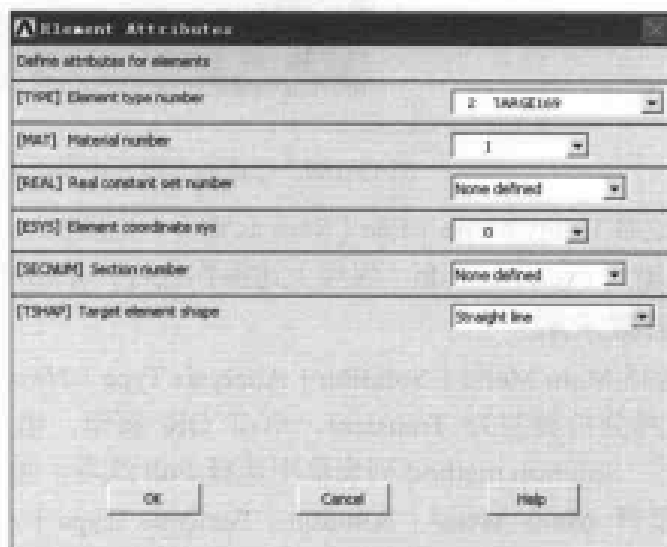 Element Attributes
Define attributes for elements
[TYPE] Element type number
2 TARGE169
[MAT] Material number
1
[REAL] Real constant set number
None defined
[ESYS] Element coordinate sys
0
[SECNUM] Section number
None defined
[TSHAP] Target element shape
Straight line
OK
Cancel
Help